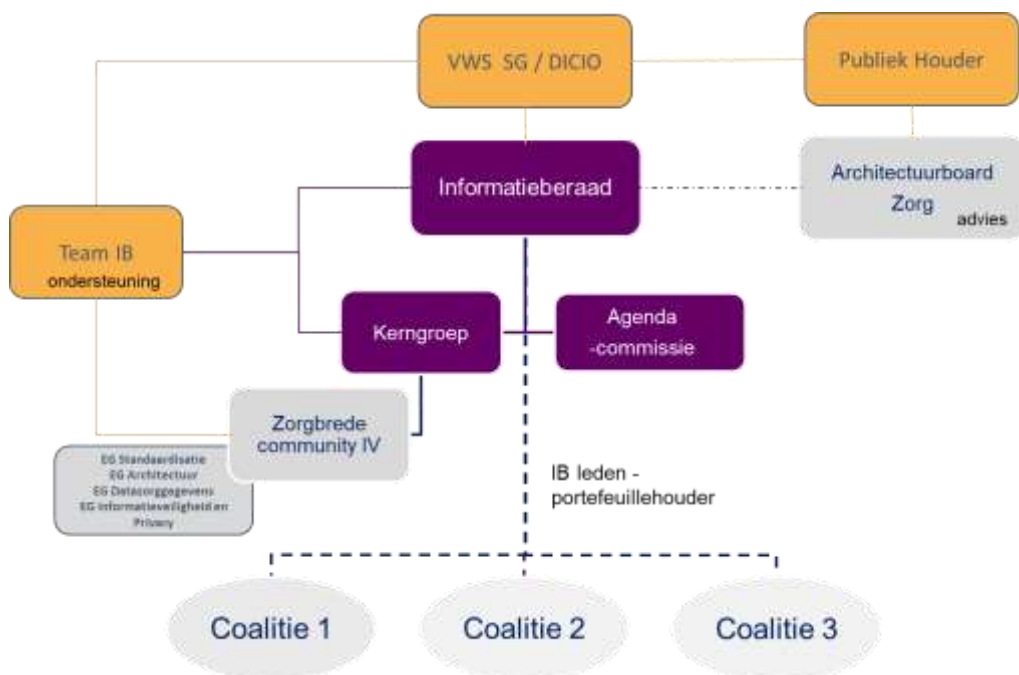 VWS SG / DICIO
Publiek Houder
Informatieberaad
Architectuurboard
Zorg
advies
Team IB
ondersteuning
Kerngroep
Agenda
-commissie
Zorgbrede
community IV
EG Standaardisatie
EG Architectuur
EG Datazorggegevens
EG Informatieveiligheid en
Privacy
IB leden -
portefeuillehouder
Coalitie 1
Coalitie 2
Coalitie 3